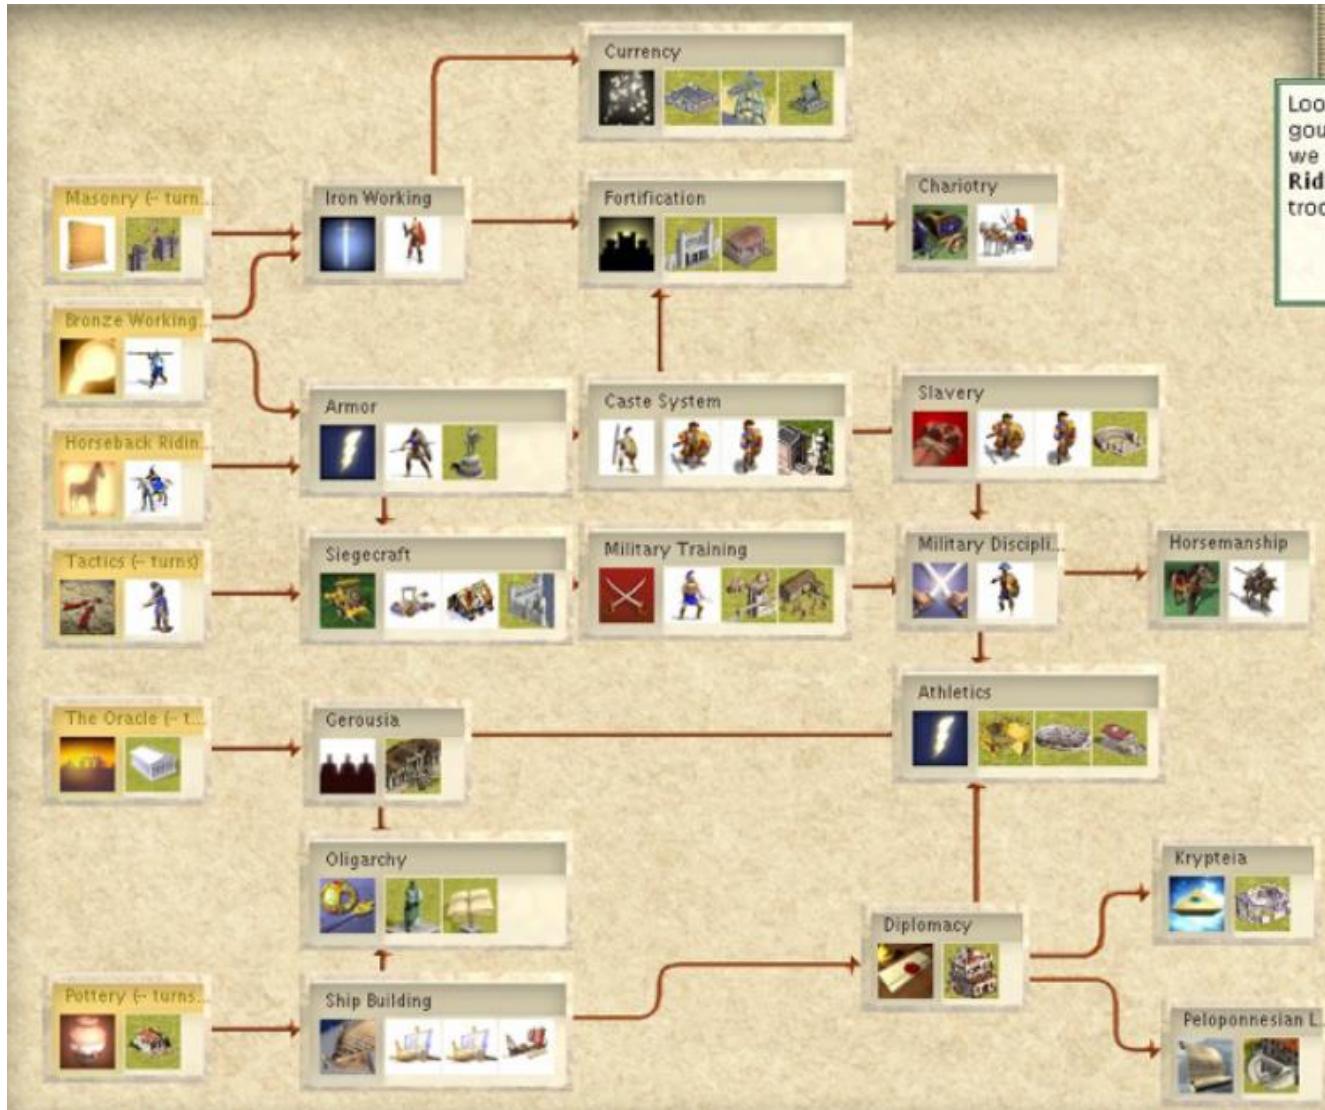 Currency
Masonry (– turn...
Iron Working
Fortification
Chariotry
Bronze Working...
Armor
Caste System
Slavery
Horseback Ridin...
Tactics (– turns)
Siegecraft
Military Training
Military Discipli...
Horsemanship
The Oracle (– t...
Gerousia
Athletics
Oligarchy
Krypteia
Diplomacy
Pottery (– turns...
Ship Building
Peloponnesian L...
Loo
gou
we
Rid
troo